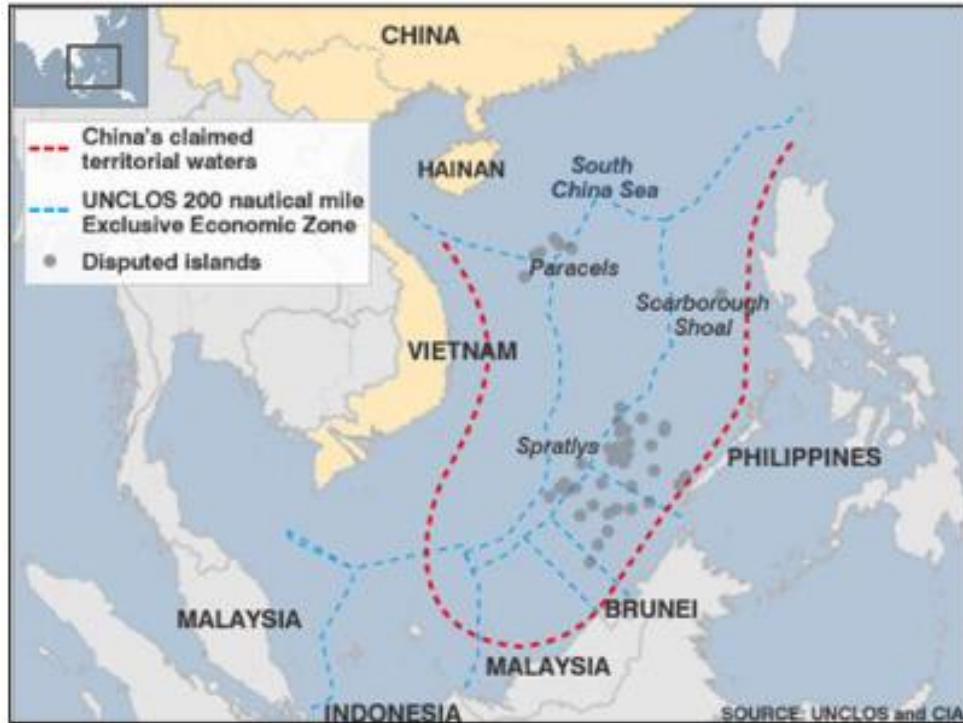 CHINA
China's claimed
territorial waters
UNCLOS 200 nautical mile
Exclusive Economic Zone
Disputed islands
HAINAN
South
China Sea
Paracels
Scarborough
Shoal
VIETNAM
Spratlys
PHILIPPINES
MALAYSIA
BRUNEI
MALAYSIA
INDONESIA
SOURCE: UNCLOS and CIA